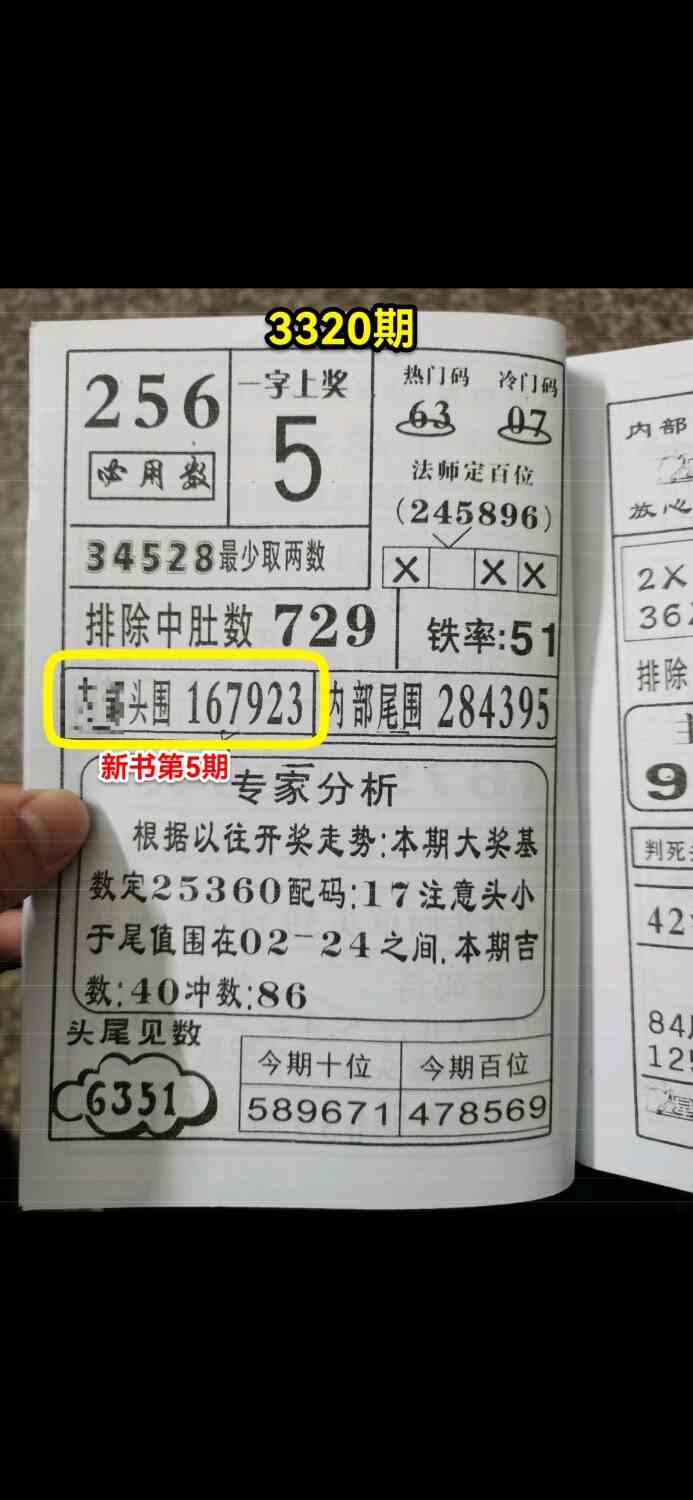 3320期
256
必用数
一字上奖
5
热门码 冷门码
63 07
法师定百位
(245896)
X X X
34528最少取两数
排除中肚数 729
铁率:51
头围 167923
内部尾围 284395
新书第5期
专家分析
根据以往开奖走势:本期大奖基
数定25360配码:17注意头小
于尾值围在02-24之间,本期吉
数:40冲数:86
头尾见数
6351
今期十位 今期百位
589671 478569
内部
放心
2X
36
排除
9
判死
42
84
125
星